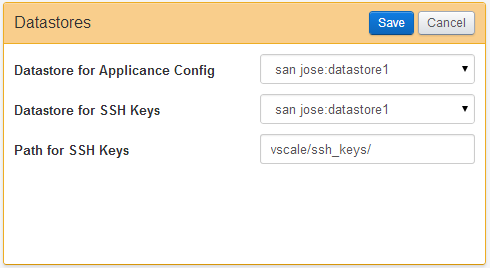 Datastores Save Cancel
Datastore for Applicance Config san jose:datastore1
Datastore for SSH Keys san jose:datastore1
Path for SSH Keys vscale/ssh_keys/